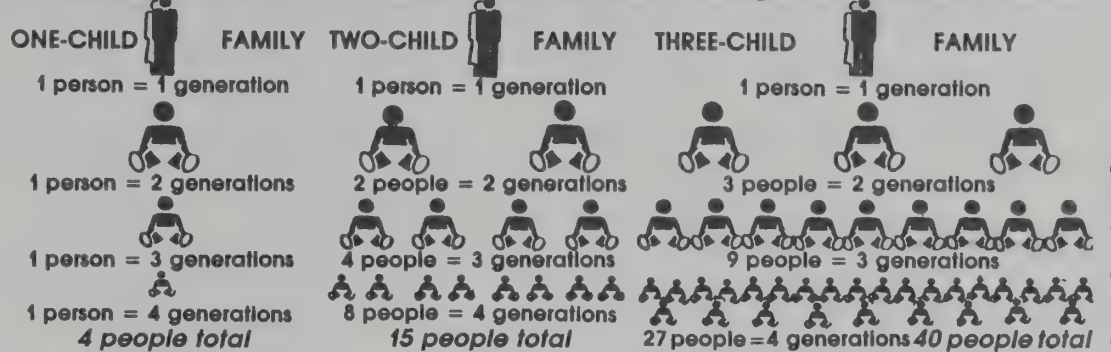 ONE-CHILD FAMILY
1 person = 1 generation
1 person = 2 generations
1 person = 3 generations
1 person = 4 generations
4 people total
TWO-CHILD FAMILY
1 person = 1 generation
2 people = 2 generations
4 people = 3 generations
8 people = 4 generations
15 people total
THREE-CHILD FAMILY
1 person = 1 generation
3 people = 2 generations
9 people = 3 generations
27 people=4 generations 40 people total